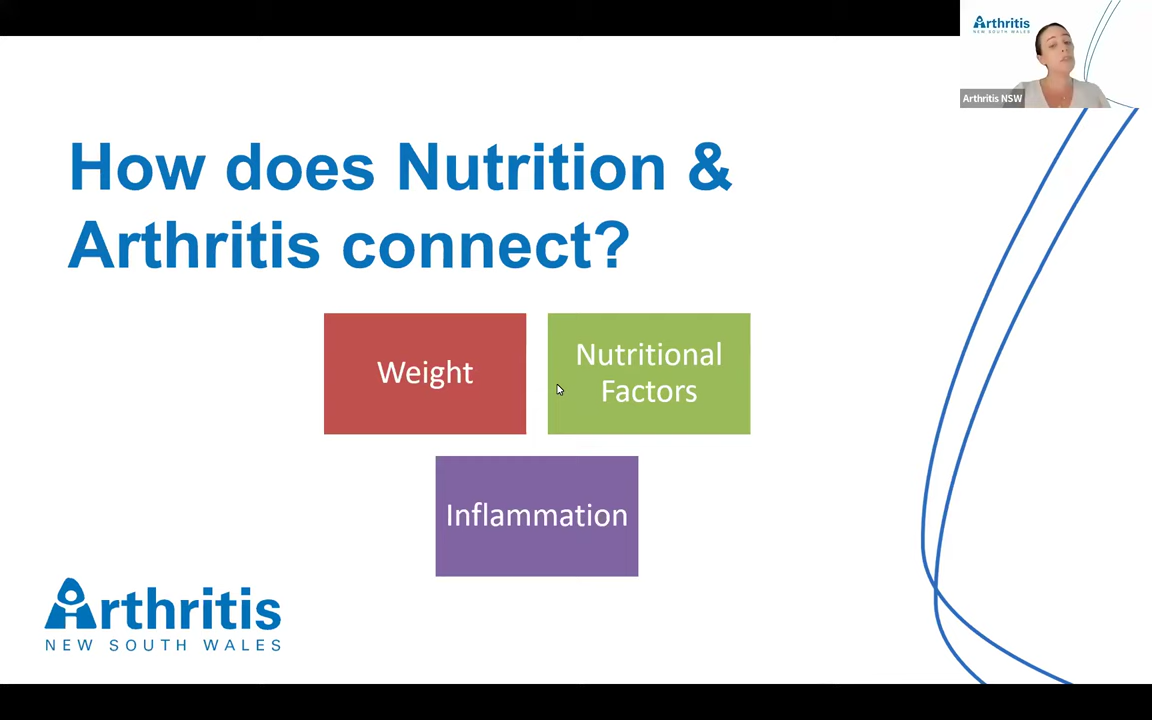 Arthritis
NEW SOUTH WALES
Arthritis NSW
How does Nutrition &
Arthritis connect?
Weight
Nutritional
Factors
Inflammation
Arthritis
NEW SOUTH WALES